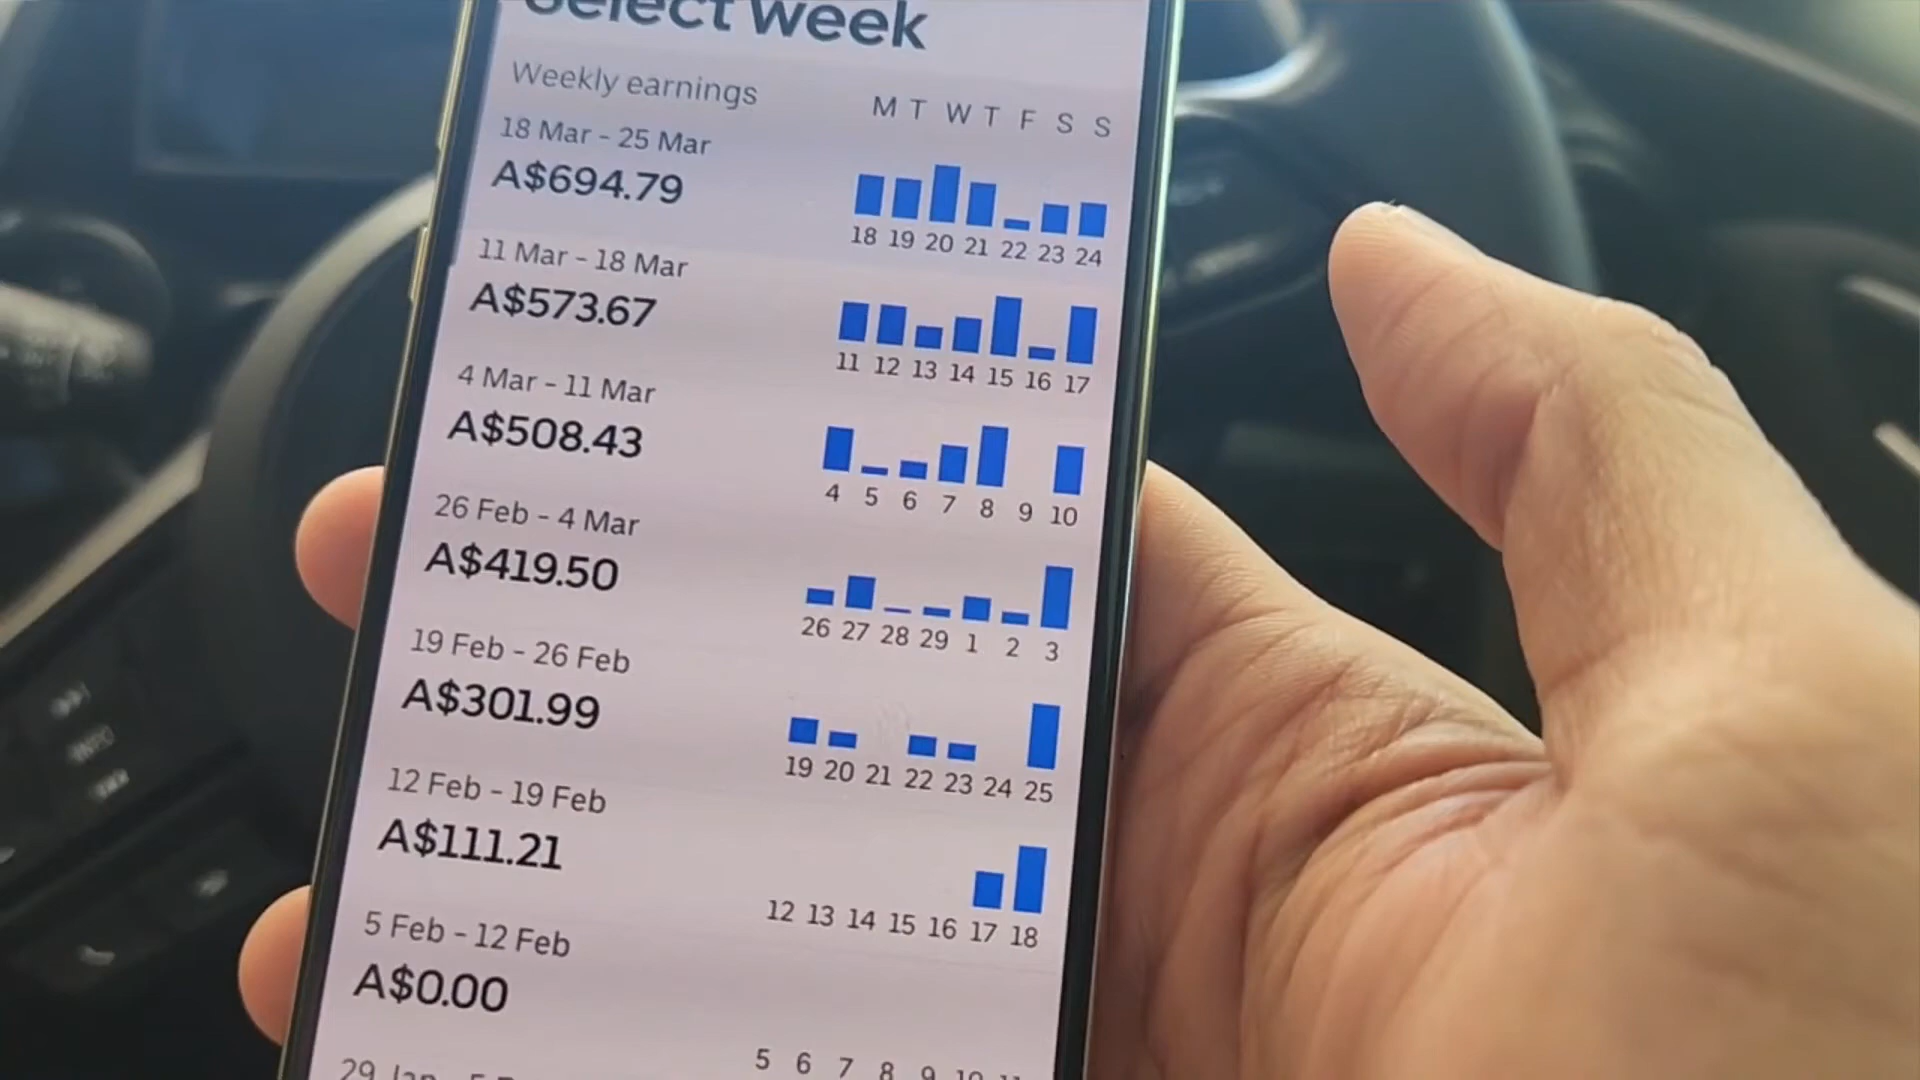 Select week
Weekly earnings
M T W T F S S
18 Mar - 25 Mar
A$694.79
18 19 20 21 22 23 24
11 Mar - 18 Mar
A$573.67
11 12 13 14 15 16 17
4 Mar - 11 Mar
A$508.43
4 5 6 7 8 9 10
26 Feb - 4 Mar
A$419.50
26 27 28 29 1 2 3
19 Feb - 26 Feb
A$301.99
19 20 21 22 23 24 25
12 Feb - 19 Feb
A$111.21
12 13 14 15 16 17 18
5 Feb - 12 Feb
A$0.00
5 6 7 8 9 10 11
29 Jan - 5